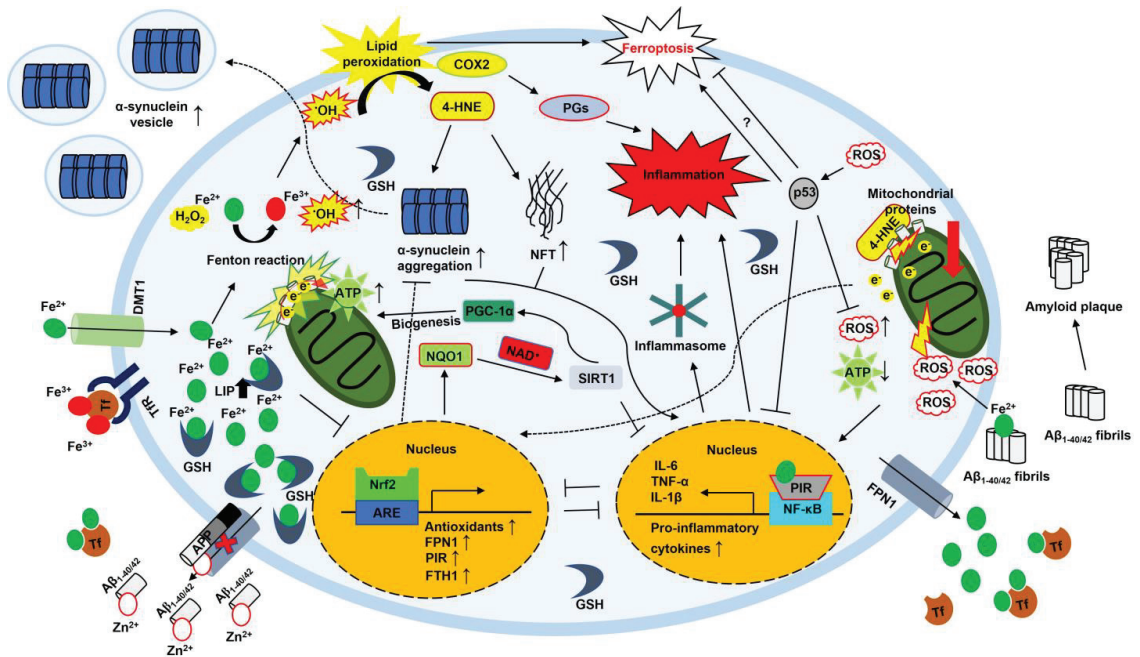 Lipid
peroxidation
COX2
Ferroptosis
α-synuclein
vesicle ↑
•OH
4-HNE
PGs
?
ROS
GSH
Inflammation
p53
Mitochondrial
proteins
4-HNE
Fe2+
H2O2
Fe3+
•OH ↑
Fenton reaction
α-synuclein ↑
aggregation
NFT ↑
GSH
GSH
e-
e-
e-
e-
e-
e-
e-
Amyloid plaque
DMT1
Fe2+
ATP ↑
Biogenesis
PGC-1α
Inflammasome
ROS ↑
ATP ↓
ROS
ROS
ROS
Fe2+
Fe2+
Fe2+
LIP
NQO1
NAD+
SIRT1
Fe3+
Tf
TfR
Fe3+
Fe2+
Fe2+
GSH
Fe2+
Aβ1-40/42 fibrils
Aβ1-40/42 fibrils
Nucleus
Nrf2
ARE
Antioxidants ↑
FPN1 ↑
PIR ↑
FTH1 ↑
Nucleus
IL-6
TNF-α
IL-1β
PIR
NF-κB
Pro-inflammatory
cytokines ↑
FPN1
GSH
APP
Tf
Aβ1-40/42
Zn2+
Aβ1-40/42
Zn2+
Aβ1-40/42
Zn2+
GSH
Tf
Tf
Tf